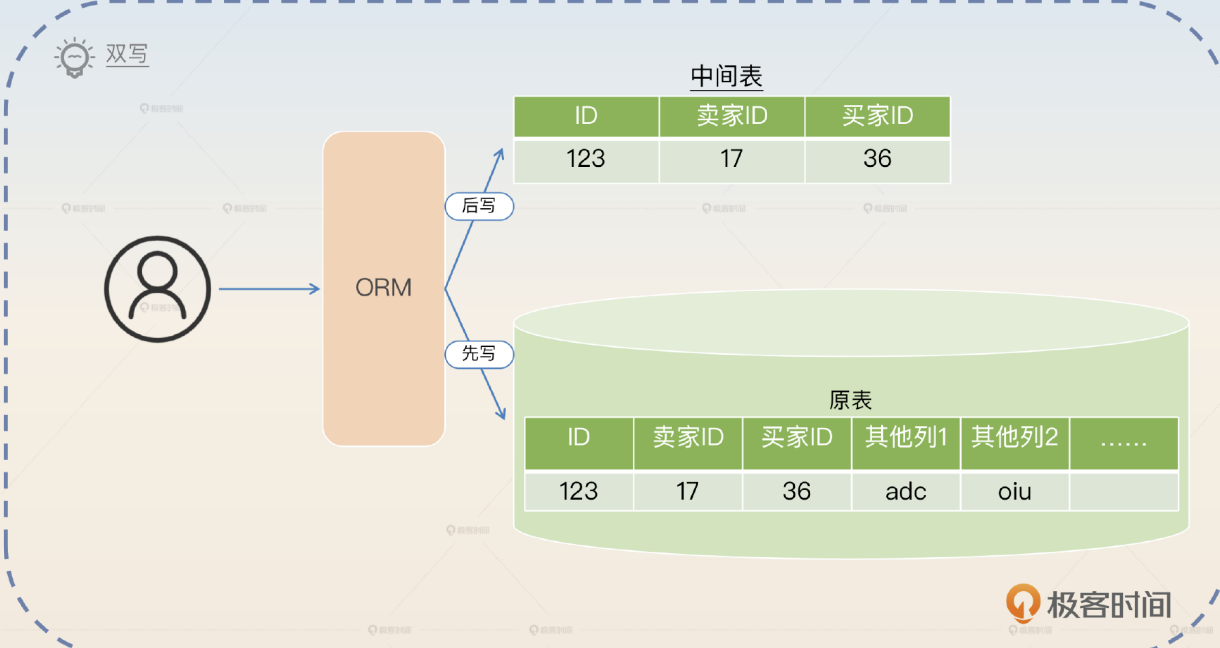 双写
中间表
ID 卖家ID 买家ID
123 17 36
后写
ORM
先写
原表
ID 卖家ID 买家ID 其他列1 其他列2 ……
123 17 36 adc oiu
极客时间